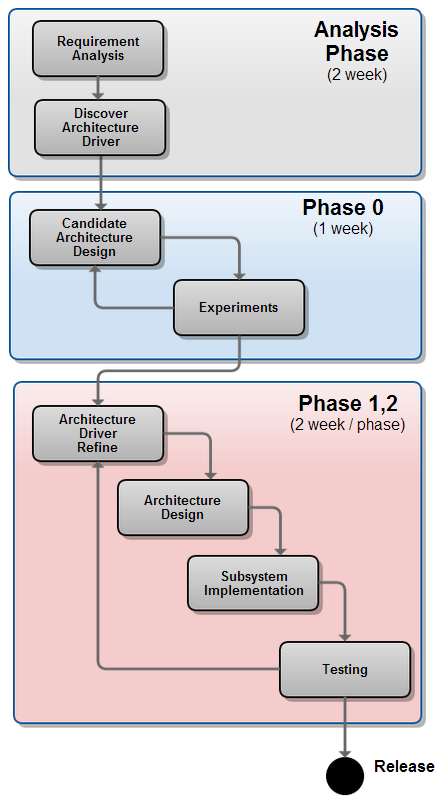 Analysis
Phase
(2 week)
Requirement
Analysis
Discover
Architecture
Driver
Phase 0
(1 week)
Candidate
Architecture
Design
Experiments
Phase 1,2
(2 week / phase)
Architecture
Driver
Refine
Architecture
Design
Subsystem
Implementation
Testing
Release